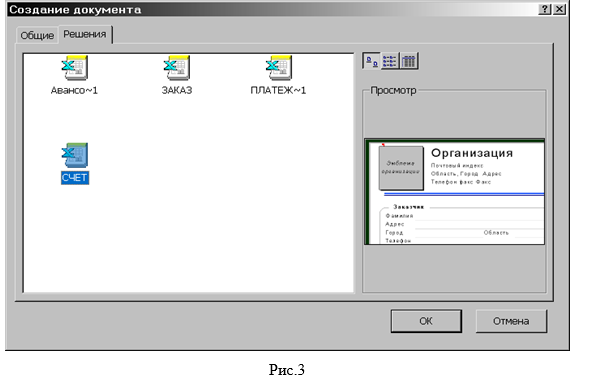 Создание документа
Общие Решения
Авансо~1 ЗАКАЗ ПЛАТЕЖ~1
СЧЕТ
Просмотр
Эмблема организации
Организация
Почтовый индекс
Область, Город Адрес
Телефон факс Факс
Заказчик
Фамилия
Адрес
Город Область
Телефон
OK Отмена
Рис.3